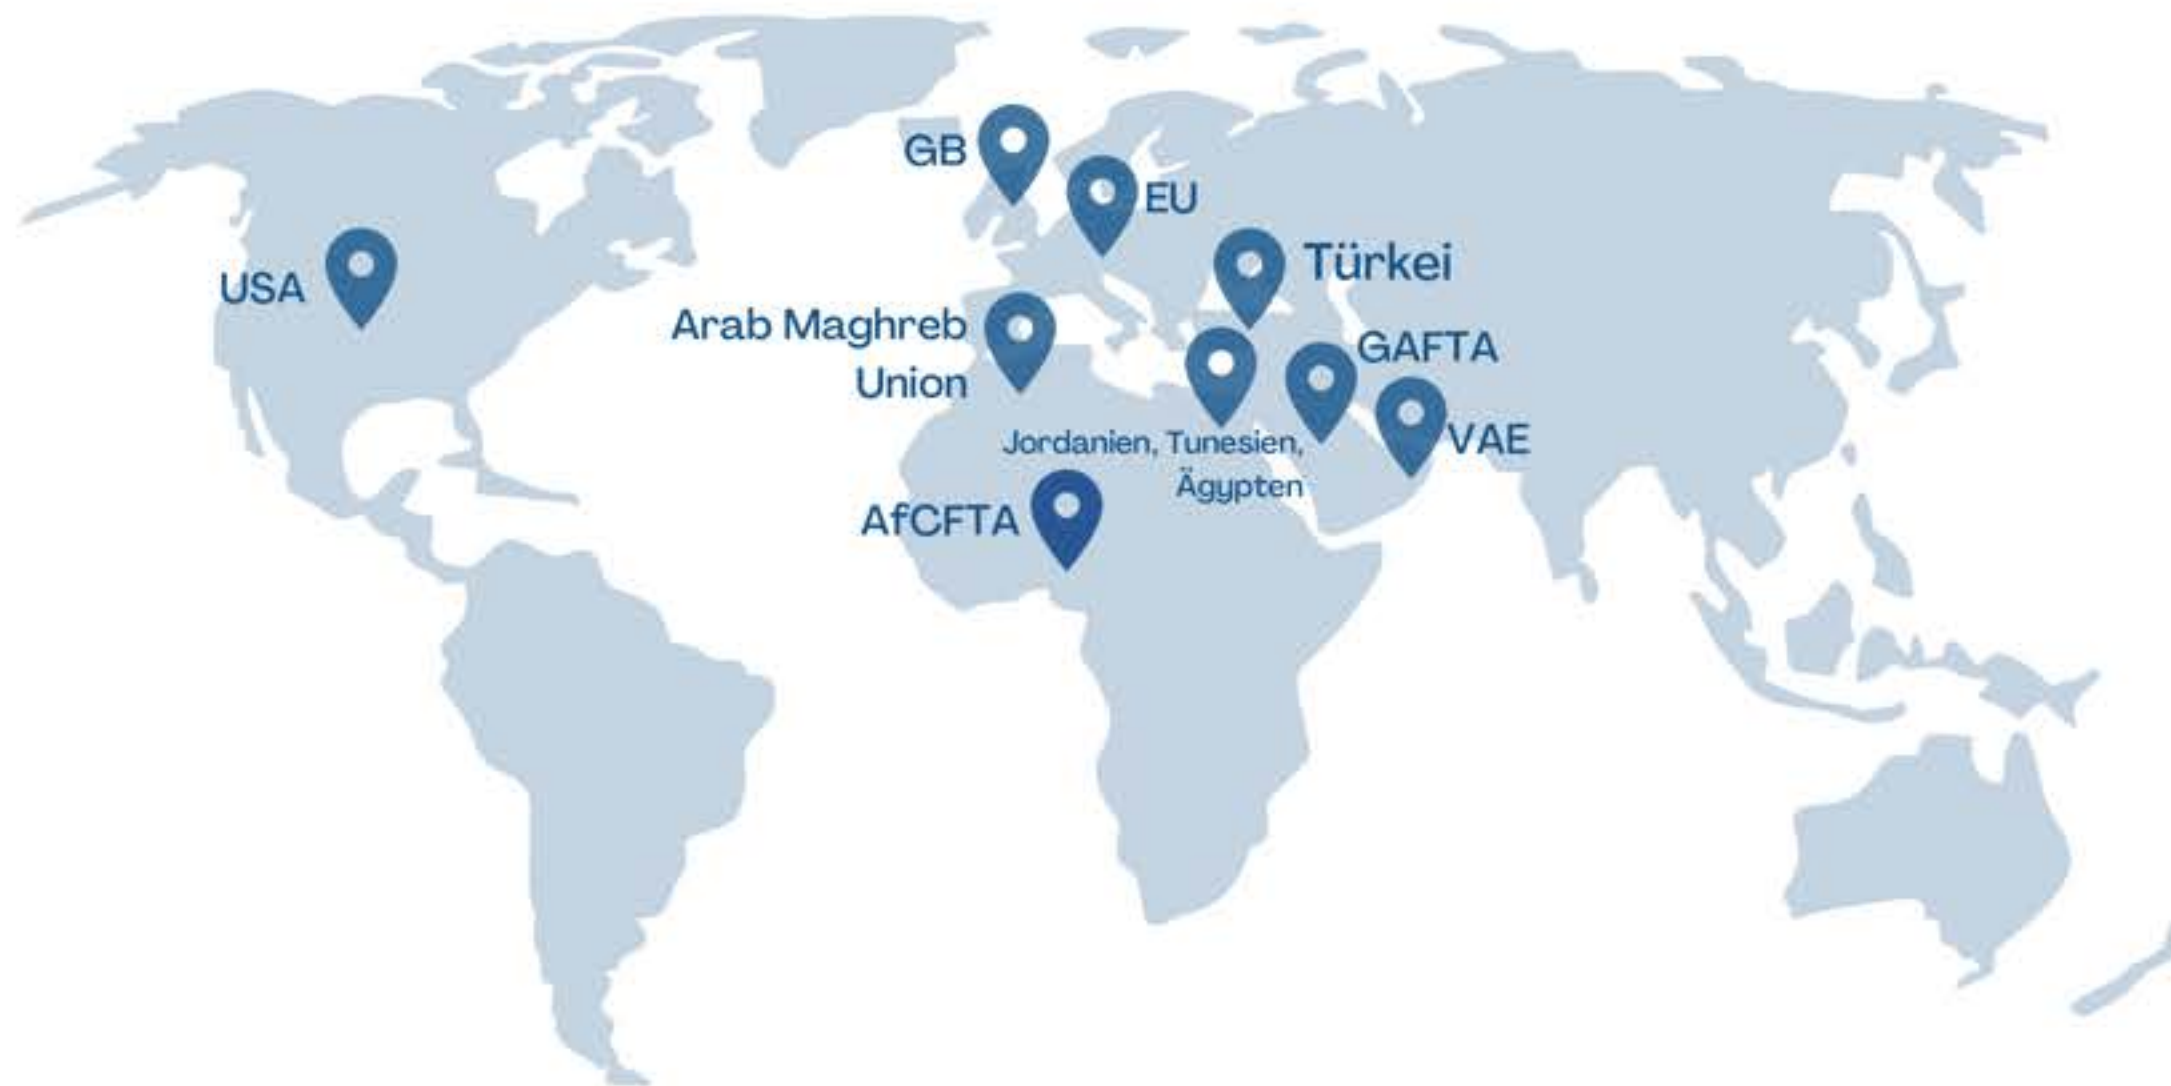 GB
EU
USA
Türkei
Arab Maghreb
Union
GAFTA
VAE
Jordanien, Tunesien,
Ägypten
AfCFTA